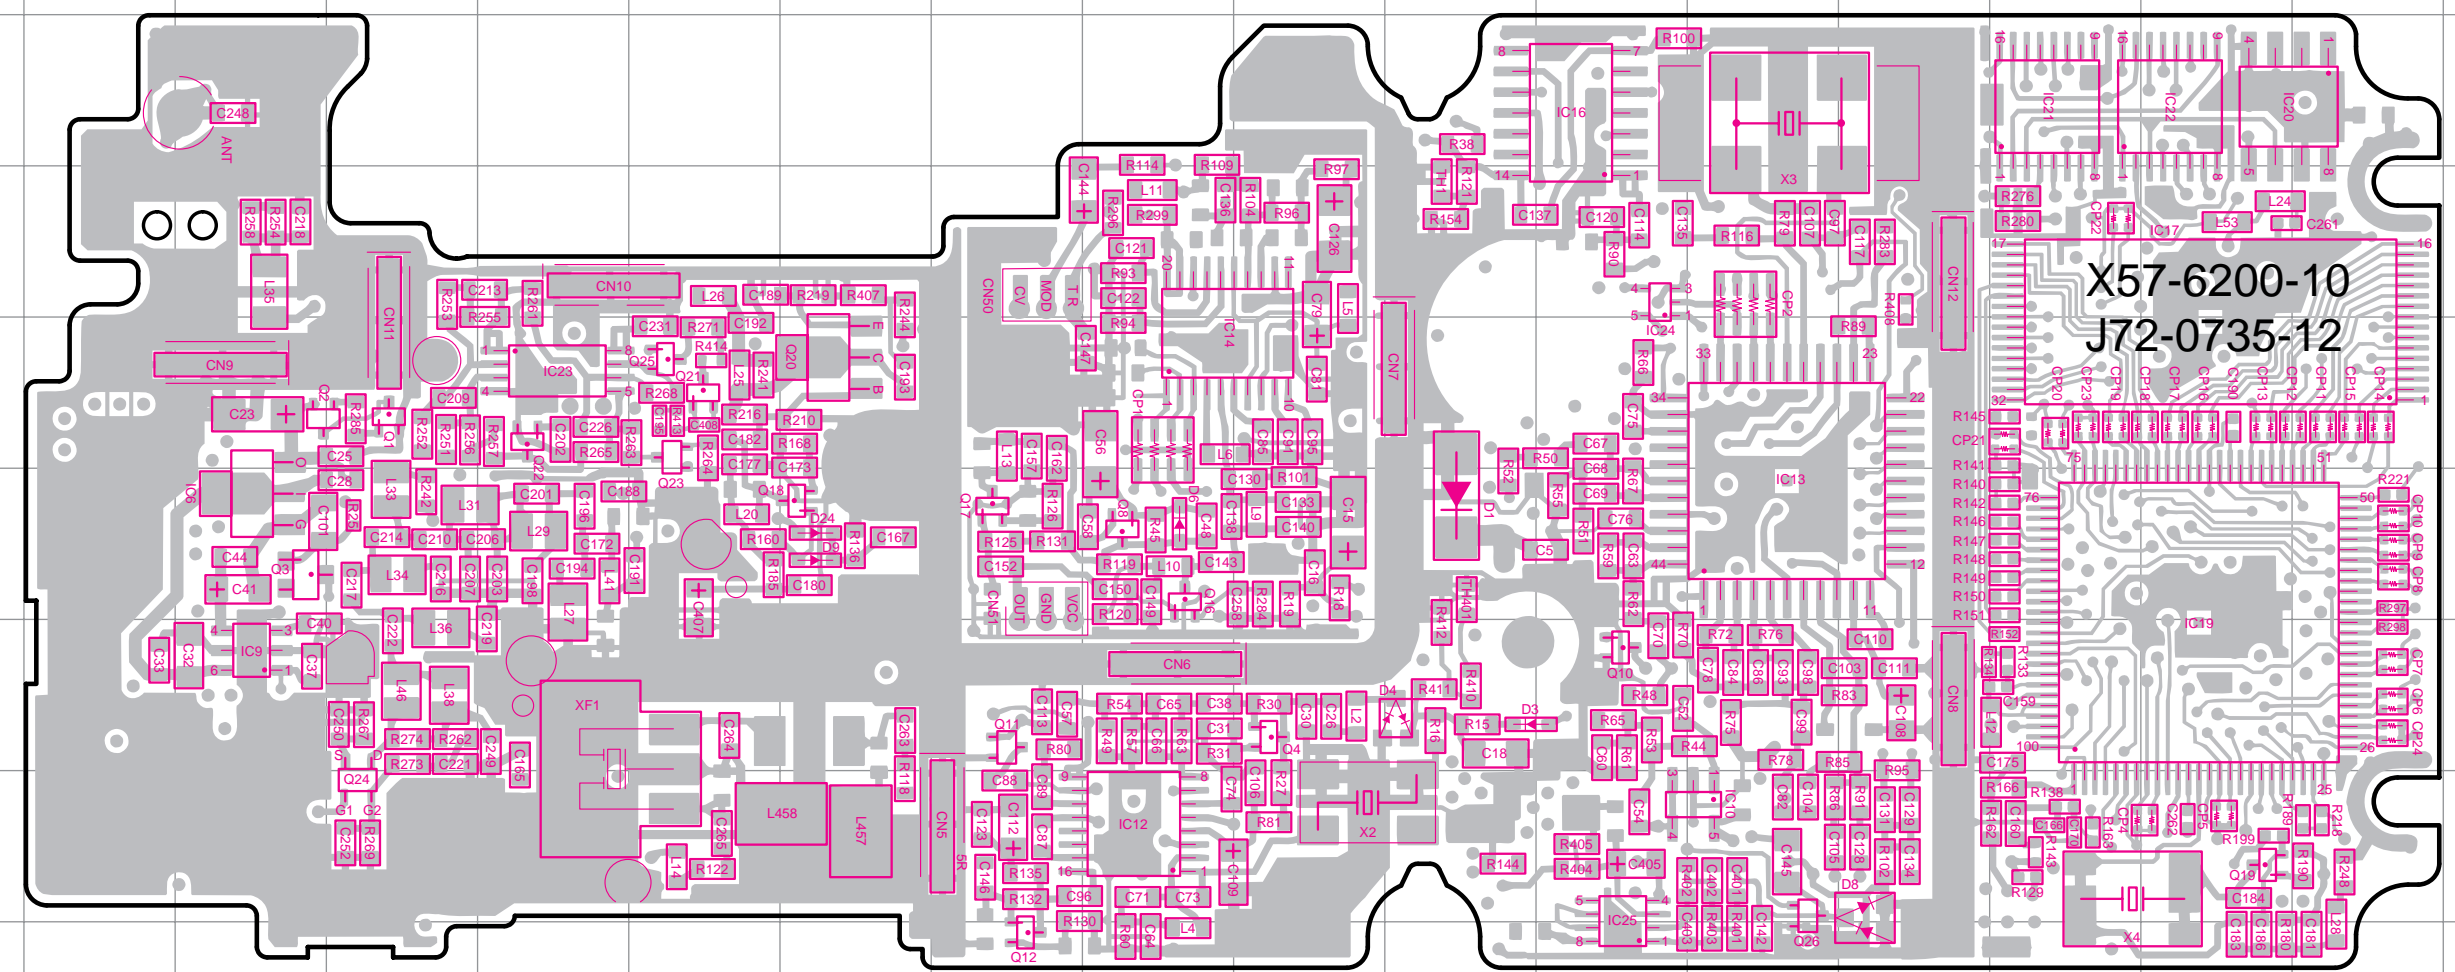 X57-6200-10
J72-0735-12
ANT
C248
R258
R254
C218
L35
CN9
CN11
CN10
C213
R253
R255
R261
IC23
C209
C23
Q2
R285
Q1
R252
R251
R256
R257
Q22
C202
C226
R265
R263
C25
C28
IC6
O
I
G
C101
L33
R242
L31
C201
L29
C196
C188
C214
C210
C206
C172
C44
C41
Q3
C217
L34
C216
C207
C203
C198
C194
L41
C191
L27
C40
C222
L36
C219
IC9
C33
C32
C37
L46
L38
C250
R267
R274
R262
R273
C221
C249
C165
S
D
Q24
G1
G2
C252
R269
XF1
C264
C265
L14
R122
L458
L457
C263
R118
CN5
L26
C189
R219
R407
R244
C231
R271
C192
Q25
R414
Q21
L25
R241
Q20
E
C
B
C193
R268
C195
R413
C408
R216
R210
C182
R168
Q23
R264
C177
C173
Q18
L20
D24
R160
D9
R136
C167
R185
C180
C407
C144
R114
R109
R97
L11
R296
R299
C136
R104
R96
C126
C121
R93
C122
R94
C147
CN50
CV
MOD
T/R
IC14
C79
L5
C81
CN7
CP1
C56
L13
C157
C162
L6
C85
C91
C95
C130
R101
C15
Q17
R126
C58
Q8
R45
D6
C48
C138
L9
C133
C140
R125
R131
C152
R119
L10
C143
C16
R18
CN51
OUT
GND
VCC
C150
R120
C149
Q16
C258
R284
R19
CN6
C118
C57
Q11
R80
R54
C65
C38
R30
C30
C26
L2
D4
R411
R410
R16
R49
R57
C66
R63
C31
R31
Q4
C88
C89
C123
C112
C87
IC12
C74
C106
R27
R81
X2
C146
R135
R132
C96
C71
C73
C109
R130
R60
C64
L4
Q12
R38
TH1
R121
R154
IC16
R100
X3
C137
C120
C114
R90
C135
R116
R79
C107
C97
C117
R283
IC24
CP2
R89
R408
R66
C75
IC13
D1
R50
R52
R55
C67
C68
C69
C76
R67
R51
C5
R69
C63
R62
TH401
R412
Q10
C70
R70
R72
R76
C110
C78
C84
C86
C93
C98
C103
C111
R48
C52
R83
C108
R15
D3
C18
R65
R53
R75
C99
C60
R61
R44
R78
R85
R95
C54
IC10
C82
C104
R86
R91
C131
C129
R144
R405
R404
C405
C145
C105
C128
R102
C134
R402
C402
C401
D8
IC25
C403
R403
R401
C142
Q26
CN12
CN8
IC21
IC22
IC20
R276
R280
CP22
IC17
L53
L24
C261
CP20
CP23
CP19
CP18
CP17
CP16
C190
CP13
CP12
CP11
CP15
CP14
R145
CP21
R141
R140
R142
R146
R147
R148
R149
R150
R151
R152
R134
R133
C159
L12
IC19
R221
CP10
CP9
CP8
R297
R298
CP7
CP6
CP24
C175
R166
R138
R162
C160
C166
C170
R163
R143
R129
CP4
C262
CP5
R189
R218
R199
Q19
R190
R248
X4
C184
C183
C186
R180
C181
L28